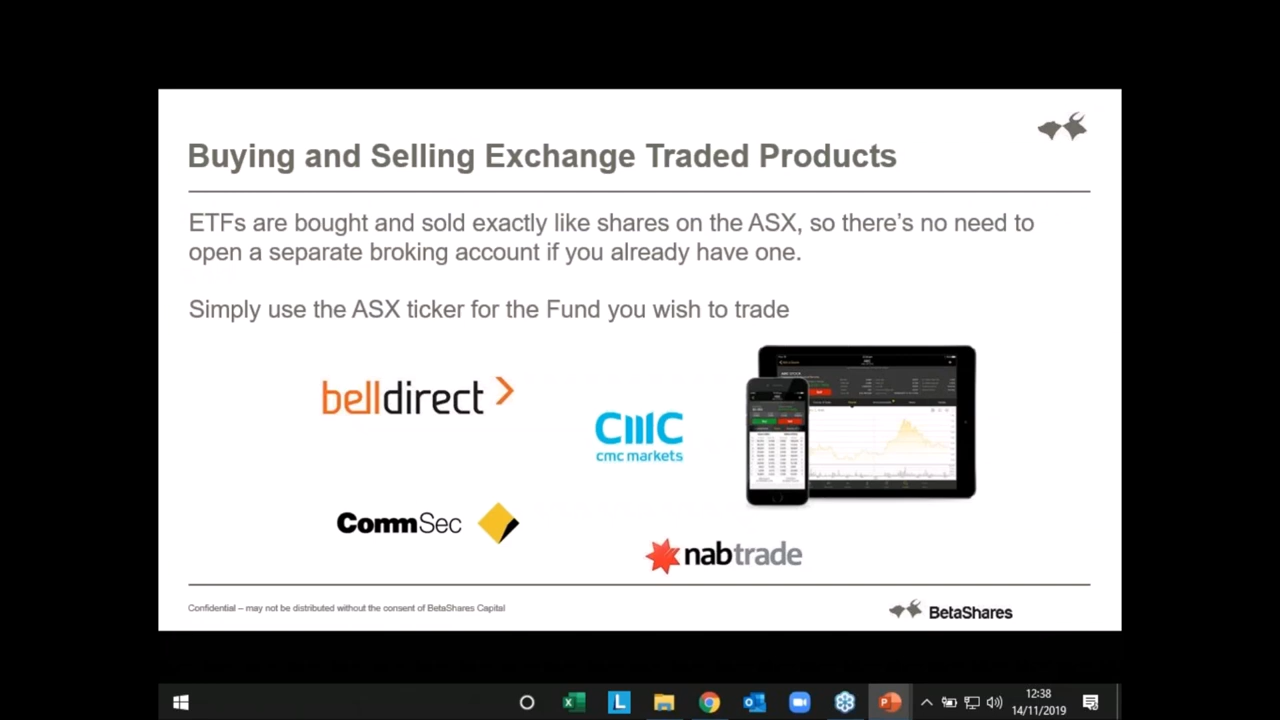 Buying and Selling Exchange Traded Products
ETFs are bought and sold exactly like shares on the ASX, so there’s no need to
open a separate broking account if you already have one.
Simply use the ASX ticker for the Fund you wish to trade
belldirect
CMC
cmc markets
CommSec
nabtrade
Confidential – may not be distributed without the consent of BetaShares Capital
BetaShares
L
12:38
14/11/2019